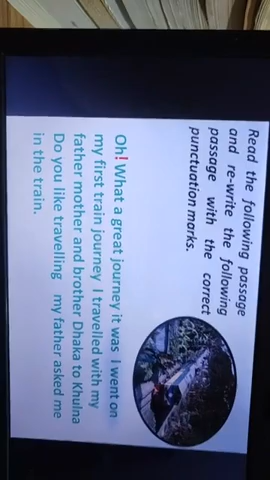 Read the following passage
and re-write the following
passage with the correct
punctuation marks.
Oh! What a great journey it was I went on
my first train journey I travelled with my
father mother and brother Dhaka to Khulna
Do you like travelling my father asked me
in the train.